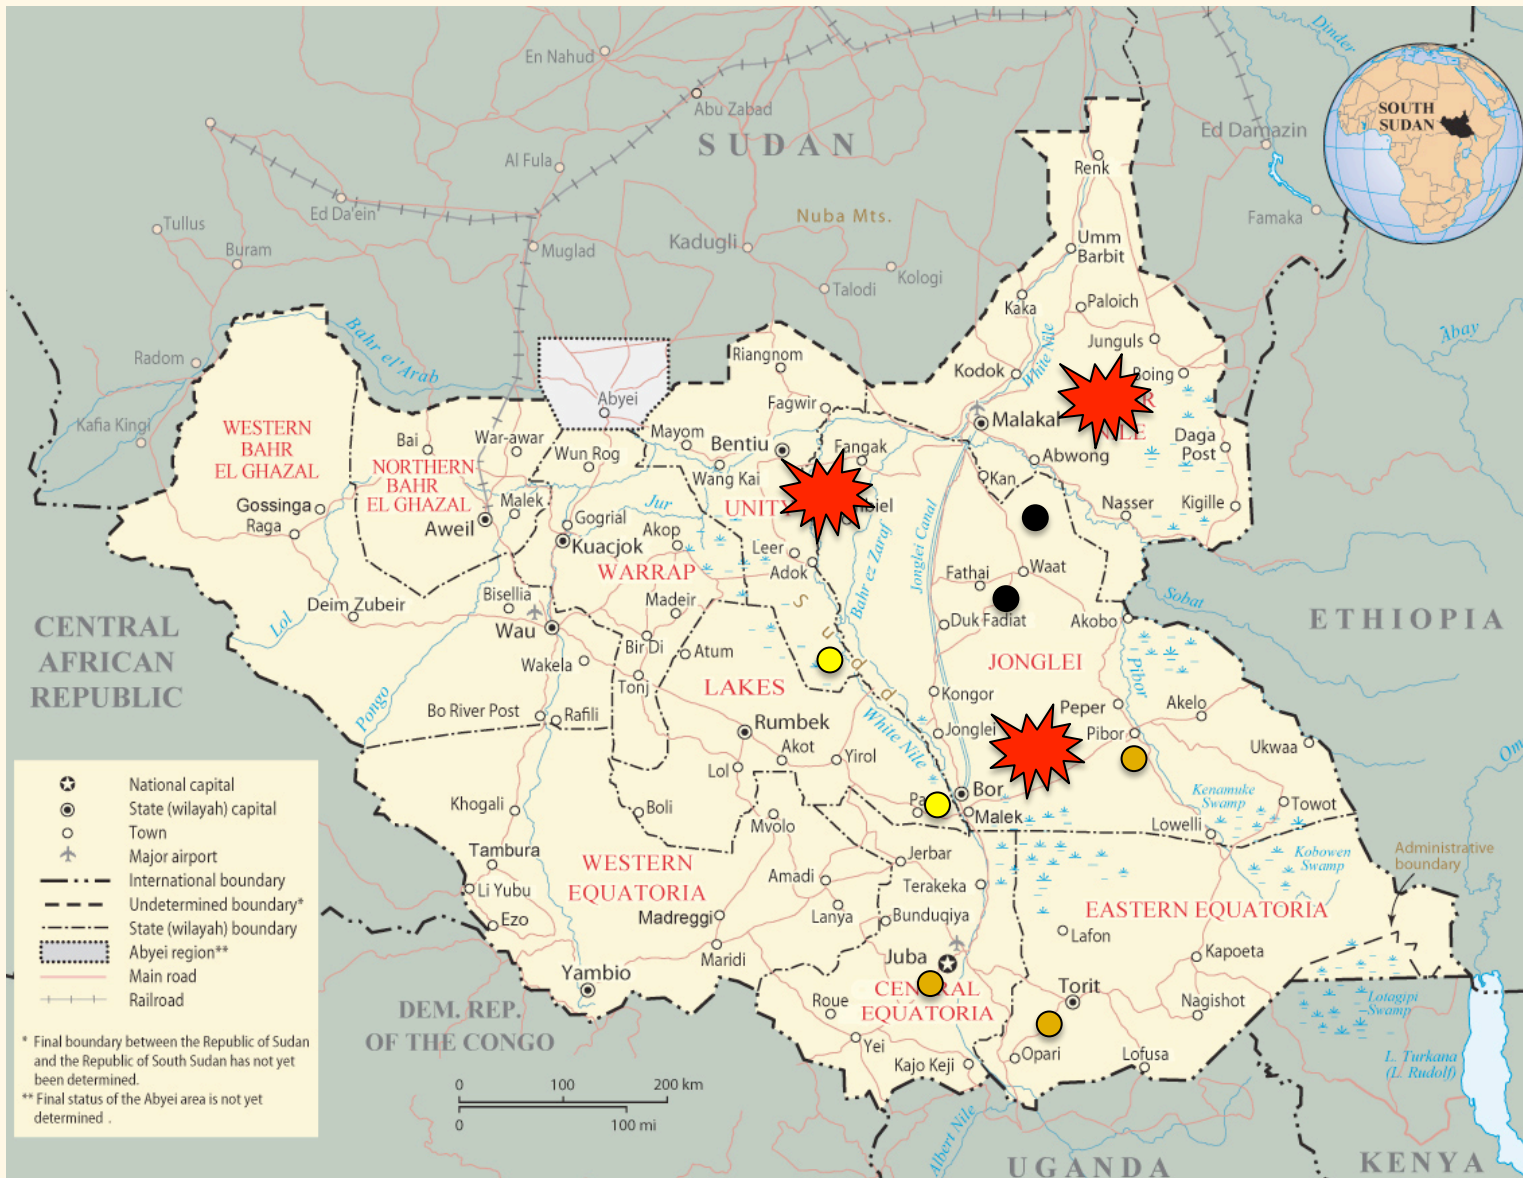 Dinder
En Nahud
Abu Zabad
SOUTH
SUDAN
Ed Damazin
SUDAN
Al Fula
Renk
Ed Da'ein
Famaka
Tullus
Nuba Mts.
Buram
Muglad
Kadugli
Umm
Barbit
Kologi
Talodi
Kaka
Paloich
Bahr el'Arab
White Nile
Abay
Junguls
Radom
Riangnom
Kodok
Boing
Abyei
Fagwir
Kafia Kingi
WESTERN
BAHR
EL GHAZAL
Bai
War-awar
Mayom
Malakal
NILE
Daga
Post
Bentiu
Fangak
Wun Rog
Abwong
NORTHERN
BAHR
EL GHAZAL
Wang Kai
Kan
Malek
Jur
UNIT
Nasser
Kigille
Gossinga
Raga
Aweil
Gogrial
Akop
Kuacjok
Leer
Adok
Bahr ez Zaraf
Jonglei Canal
Fathai
Waat
WARRAP
Bisellia
Madeir
Sobat
Deim Zubeir
Lol
Sudd
Duk Fadiat
Akobo
ETHIOPIA
CENTRAL
AFRICAN
REPUBLIC
Wau
Bir Di
Atum
JONGLEI
Pibor
Wakela
Tonj
LAKES
Kongor
Pongo
Bo River Post
Rafili
Rumbek
White Nile
Peper
Akelo
Jonglei
Pibor
Ukwaa
Akot
Yirol
Lol
National capital
State (wilayah) capital
Town
Major airport
International boundary
Undetermined boundary*
State (wilayah) boundary
Abyei region**
Main road
Railroad
* Final boundary between the Republic of Sudan
and the Republic of South Sudan has not yet
been determined.
** Final status of the Abyei area is not yet
determined .
Khogali
Boli
Bor
Malek
Kenamuke
Swamp
Towot
Mvolo
Lowelli
Tambura
WESTERN
EQUATORIA
Jerbar
Kobowen
Swamp
Administrative
boundary
Li Yubu
Amadi
Terakeka
Ezo
Madreggi
Lanya
Bunduqiya
EASTERN EQUATORIA
Lafon
Maridi
Juba
Kapoeta
Yambio
CENTRAL
EQUATORIA
Torit
Nagishot
Lotagipi
Swamp
DEM. REP.
OF THE CONGO
Roue
Yei
Kajo Keji
Opari
Lofusa
L. Turkana
(L. Rudolf)
0 100 200 km
0 100 mi
Albert Nile
UGANDA
KENYA